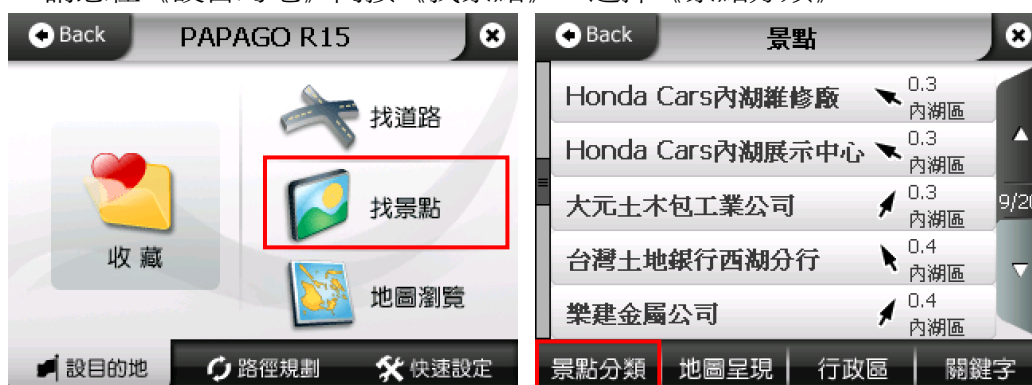 Back PAPAGO R15
找道路
找景點
收藏
地圖瀏覽
設目的地 路徑規劃 快速設定
Back 景點
Honda Cars內湖維修廠 0.3 內湖區
Honda Cars內湖展示中心 0.3 內湖區
大元土木包工業公司 0.3 內湖區
台灣土地銀行西湖分行 0.4 內湖區
樂建金屬公司 0.4 內湖區
景點分類 地圖呈現 行政區 關鍵字